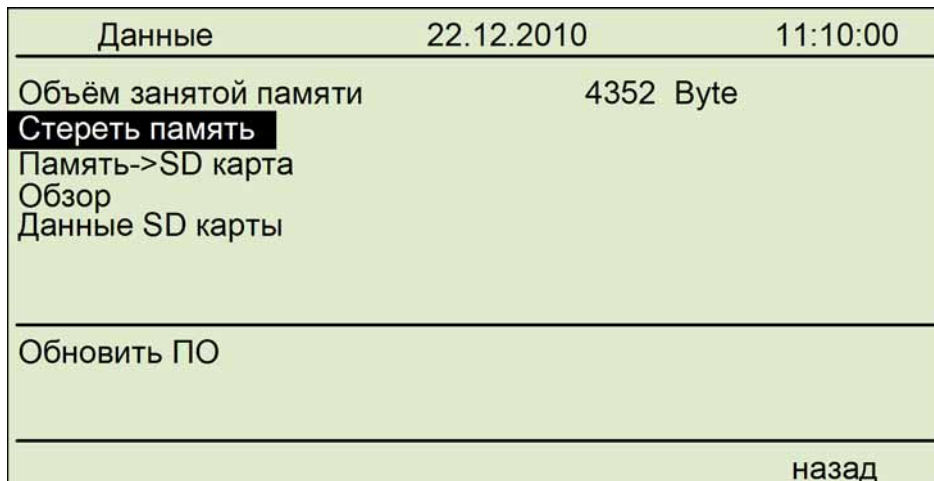 Данные 22.12.2010 11:10:00
Объём занятой памяти 4352 Byte
Стереть память
Память->SD карта
Обзор
Данные SD карты
Обновить ПО
назад